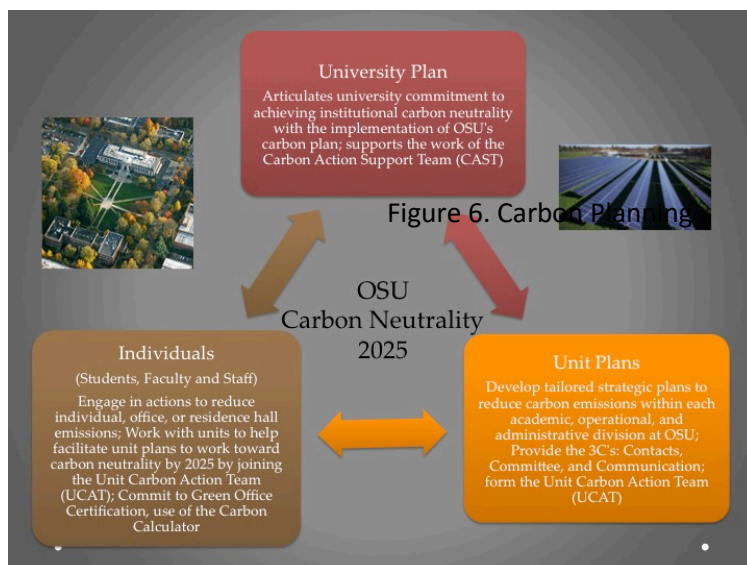 University Plan
Articulates university commitment to
achieving institutional carbon neutrality
with the implementation of OSU's
carbon plan; supports the work of the
Carbon Action Support Team (CAST)
Figure 6. Carbon Planning
OSU
Carbon Neutrality
2025
Individuals
(Students, Faculty and Staff)
Engage in actions to reduce
individual, office, or residence hall
emissions; Work with units to help
facilitate unit plans to work toward
carbon neutrality by 2025 by joining
the Unit Carbon Action Team
(UCAT); Commit to Green Office
Certification, use of the Carbon
Calculator
Unit Plans
Develop tailored strategic plans to
reduce carbon emissions within each
academic, operational, and
administrative division at OSU;
Provide the 3C's: Contacts,
Committee, and Communication;
form the Unit Carbon Action Team
(UCAT)